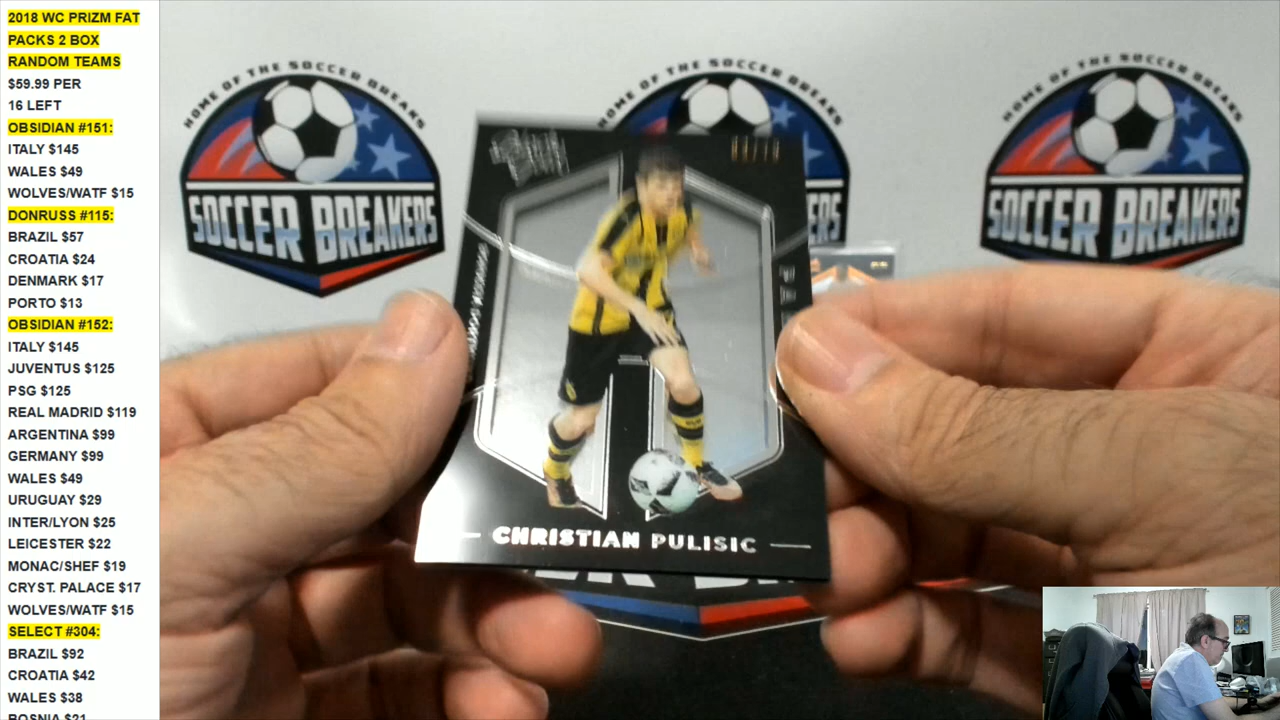 2018 WC PRIZM FAT
PACKS 2 BOX
RANDOM TEAMS
$59.99 PER
16 LEFT
OBSIDIAN #151:
ITALY $145
WALES $49
WOLVES/WATF $15
DONRUSS #115:
BRAZIL $57
CROATIA $24
DENMARK $17
PORTO $13
OBSIDIAN #152:
ITALY $145
JUVENTUS $125
PSG $125
REAL MADRID $119
ARGENTINA $99
GERMANY $99
WALES $49
URUGUAY $29
INTER/LYON $25
LEICESTER $22
MONAC/SHEF $19
CRYST. PALACE $17
WOLVES/WATF $15
SELECT #304:
BRAZIL $92
CROATIA $42
WALES $38
BOSNIA $21
HOME OF THE SOCCER BREAKS
SOCCER BREAKERS
HOME OF THE SOCCER BREAKS
HOME OF THE SOCCER BREAKS
SOCCER BREAKERS
CHRISTIAN PULISIC